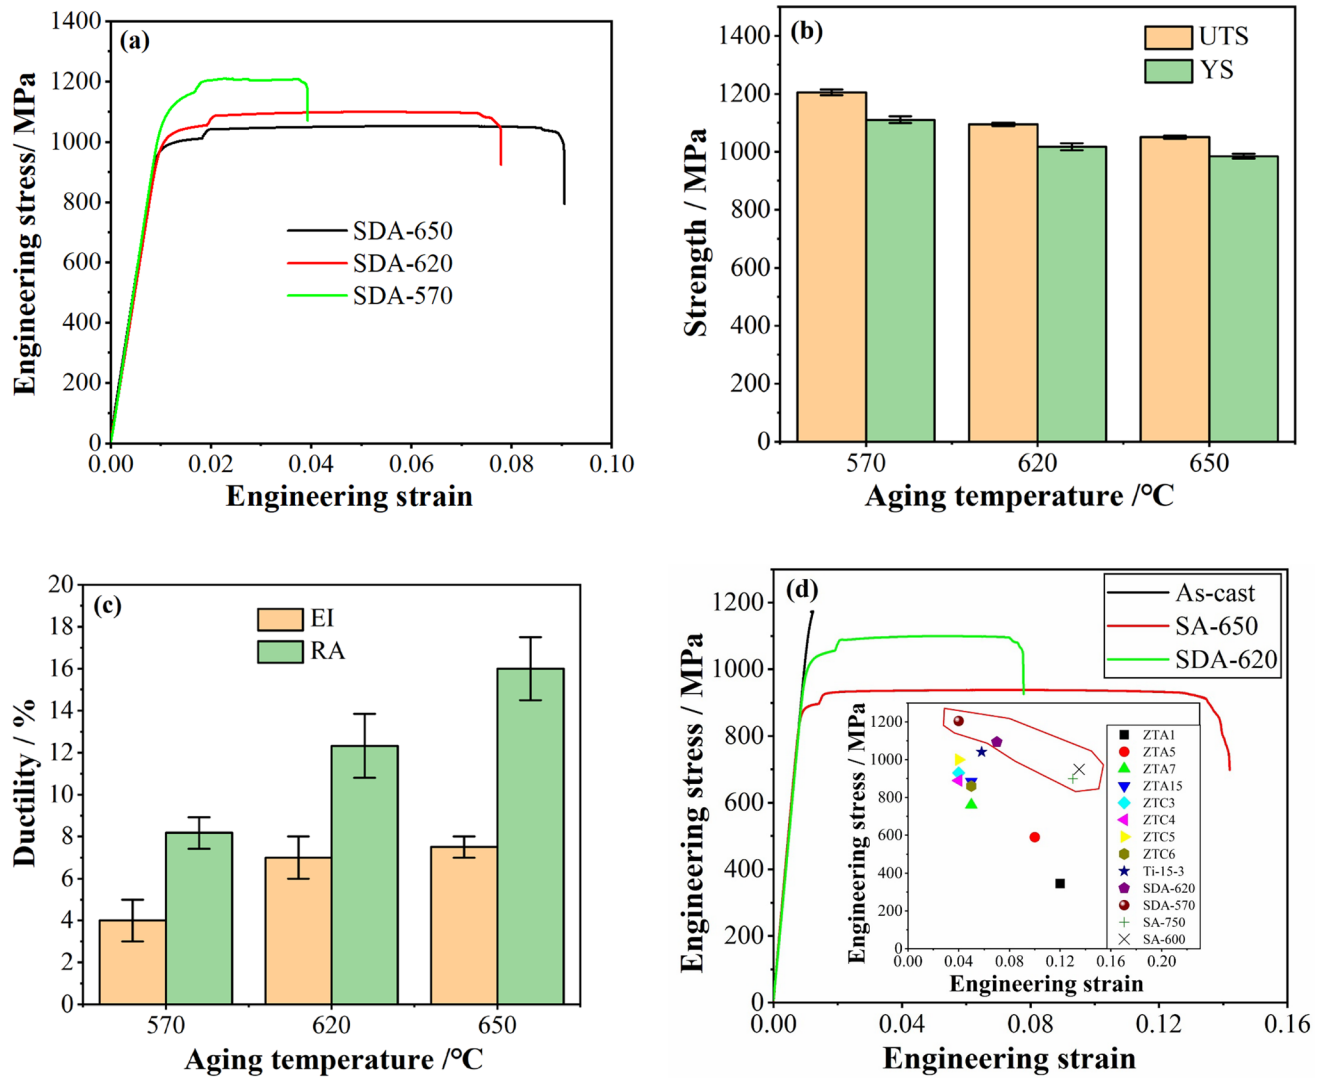 (a)
1400
1200
1000
800
600
400
200
0
Engineering stress/ MPa
SDA-650
SDA-620
SDA-570
0.00 0.02 0.04 0.06 0.08 0.10
Engineering strain
(b)
1400
1200
1000
800
600
400
200
0
Strength / MPa
UTS
YS
570 620 650
Aging temperature /°C
(c)
20
18
16
14
12
10
8
6
4
2
0
Ductility / %
EI
RA
570 620 650
Aging temperature /°C
(d)
1200
1000
800
600
400
200
0
Engineering stress / MPa
As-cast
SA-650
SDA-620
1200
1000
800
600
400
200
0
Engineering stress / MPa
ZTA1
ZTA5
ZTA7
ZTA15
ZTC3
ZTC4
ZTC5
ZTC6
Ti-15-3
SDA-620
SDA-570
SA-750
SA-600
0.00 0.04 0.08 0.12 0.16 0.20
Engineering strain
0.00 0.04 0.08 0.12 0.16
Engineering strain